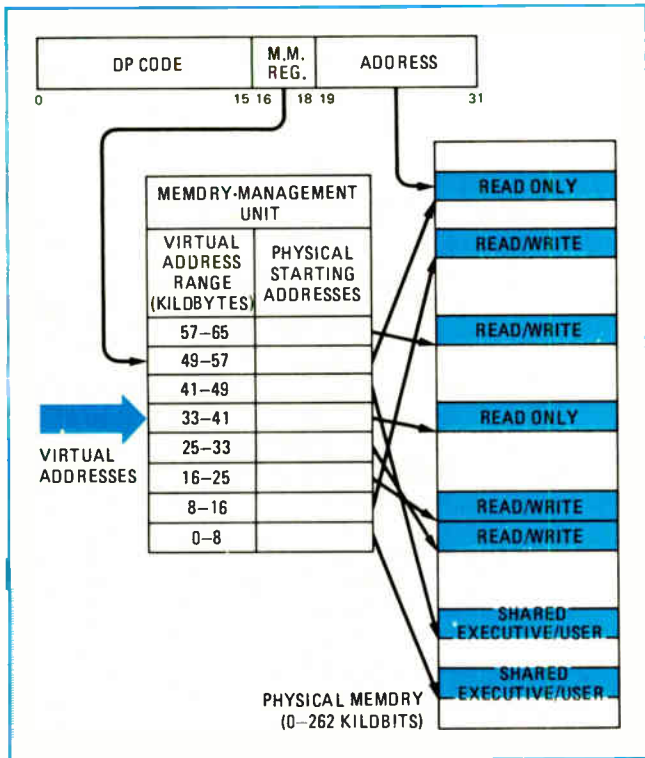 OP CODE
M.M.
REG.
ADDRESS
0
15 16
18 19
31
MEMORY-MANAGEMENT
UNIT
VIRTUAL
ADDRESS
RANGE
(KILOBYTES)
PHYSICAL
STARTING
ADDRESSES
57–65
49–57
41–49
33–41
25–33
16–25
8–16
0–8
VIRTUAL
ADDRESSES
READ ONLY
READ/WRITE
READ/WRITE
READ ONLY
READ/WRITE
READ/WRITE
SHARED
EXECUTIVE/USER
SHARED
EXECUTIVE/USER
PHYSICAL MEMORY
(0–262 KILOBITS)